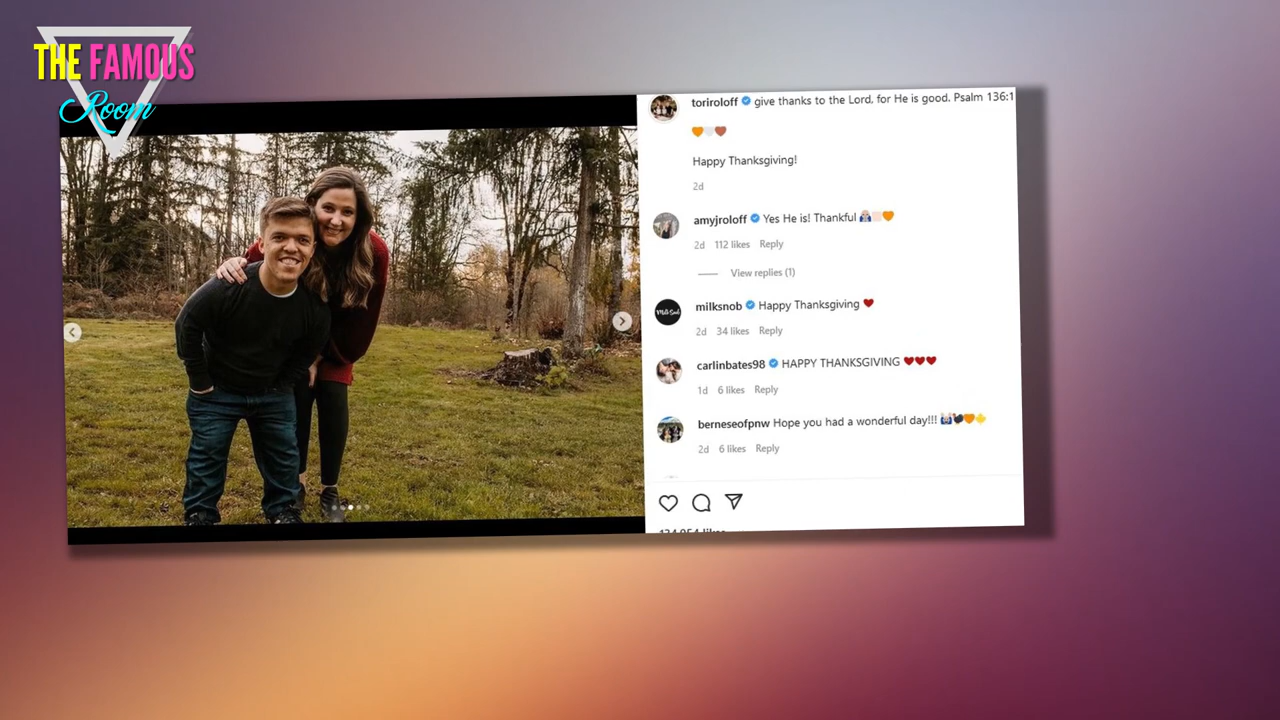 THE FAMOUS
Room
toriroloff give thanks to the Lord, for He is good. Psalm 136:1
🧡🤍🤎
Happy Thanksgiving!
2d
amyjroloff Yes He is! Thankful
2d 112 likes Reply
View replies (1)
milksnob Happy Thanksgiving ❤
2d 34 likes Reply
carlinbates98 HAPPY THANKSGIVING ❤❤❤
1d 6 likes Reply
berneseofpnw Hope you had a wonderful day!!!
2d 6 likes Reply